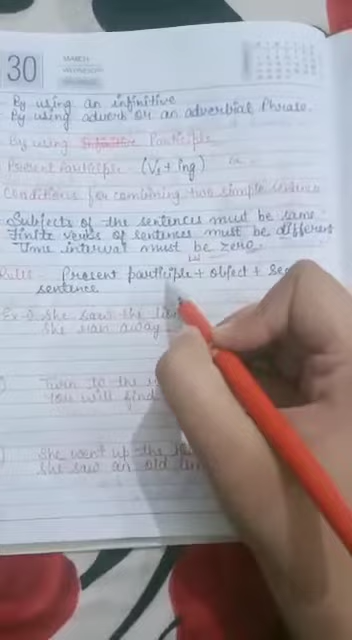 30
MARCH
WEDNESDAY
By using an infinitive
By using adverb or an adverbial Phrase.
By using Participle
Present Participle (V₁ + ing)
Conditions for combining two simple sentence
Subjects of the sentences must be same.
Finite verbs of sentences must be different
Time interval must be zero.
Rules- Present participle + object +
sentence
Ex- She saw the
She ran away
Turn to the
You will find
She went up the
She saw an old